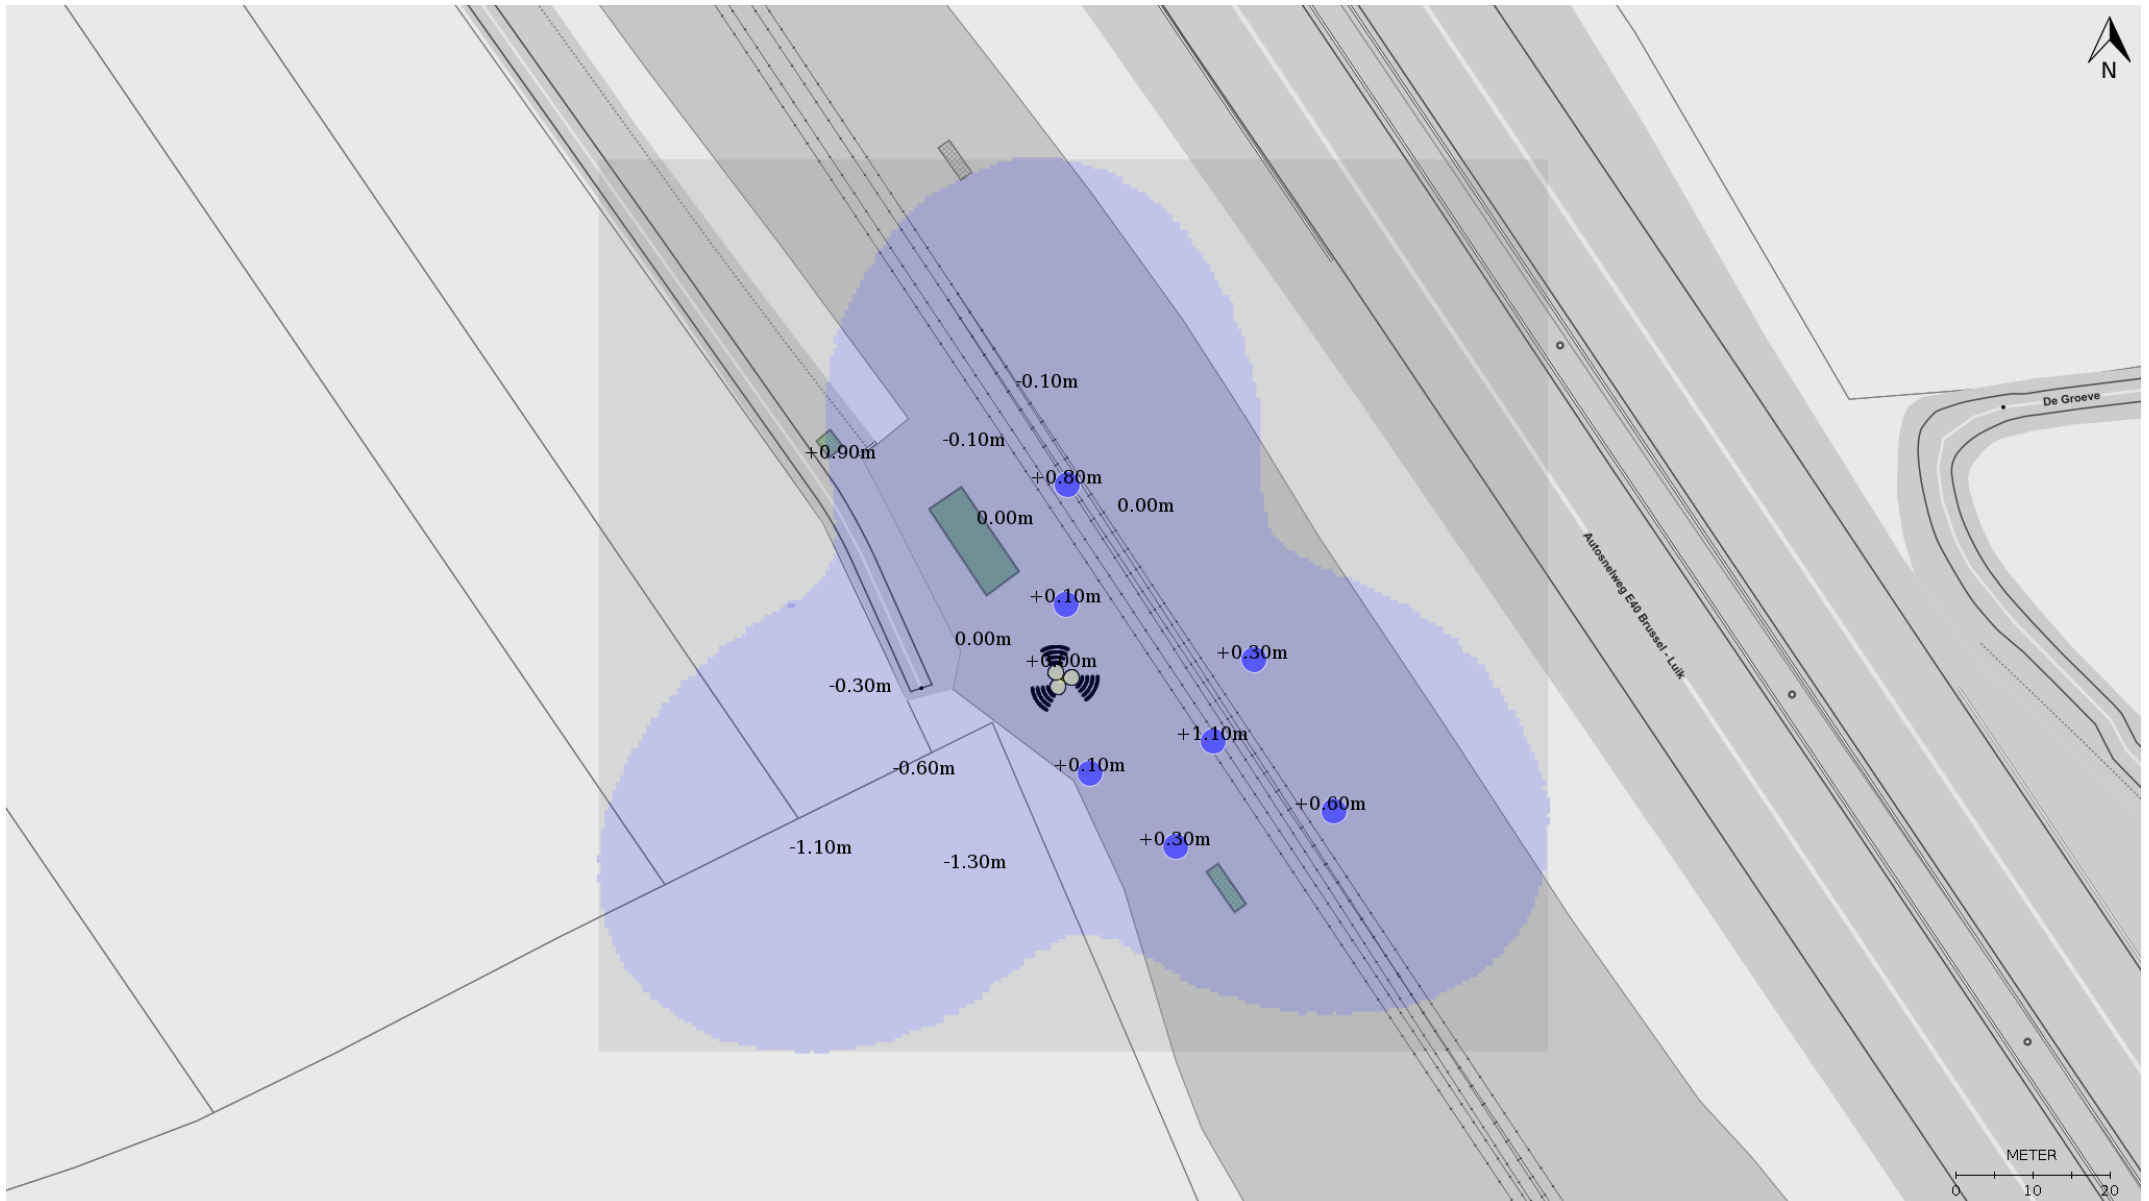 N
-0.10m
De Groeve
-0.10m
+0.90m
+0.80m
0.00m
0.00m
+0.10m
Autosnelweg E40 Brussel - Luik
0.00m
+0.30m
-0.30m
+1.10m
+0.10m
-0.60m
+0.60m
+0.30m
-1.10m
-1.30m
METER
0 10 20